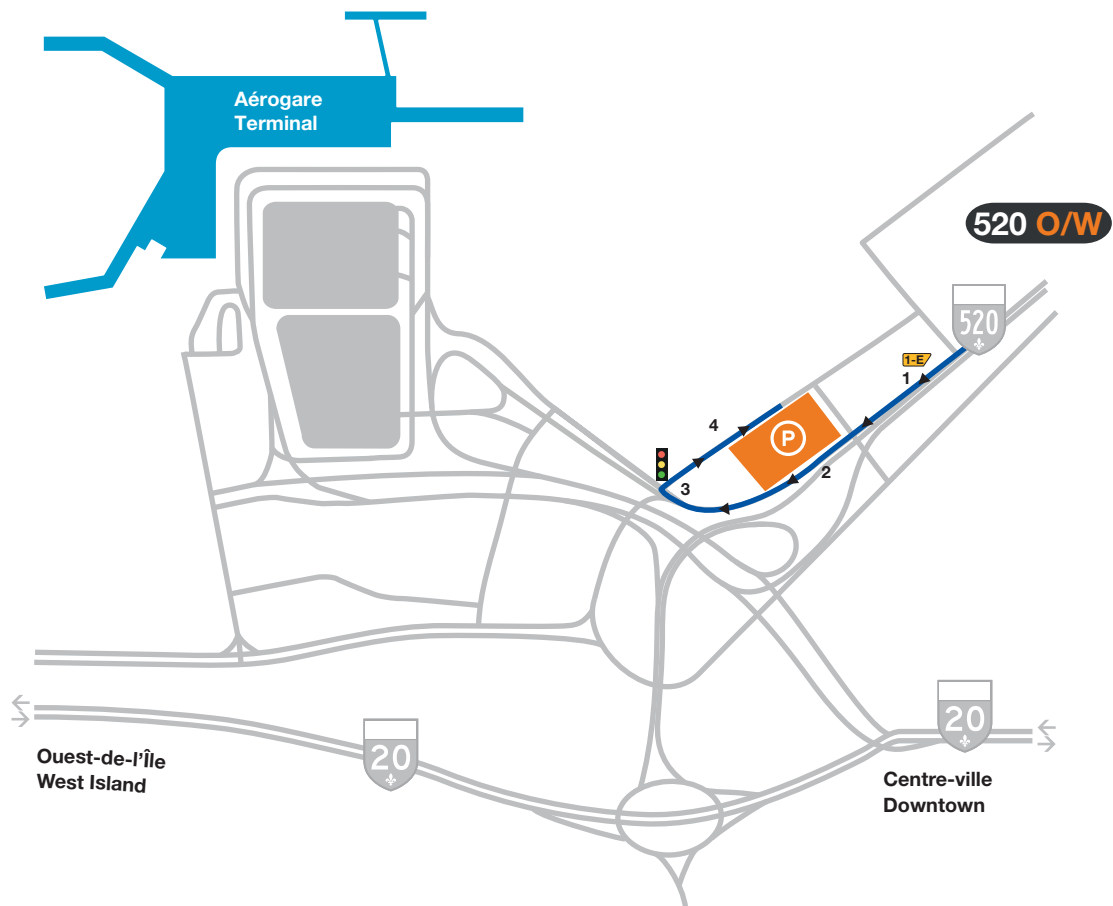 Aérogare
Terminal
520 O/W
520
1-E
1
4
P
2
3
20
20
Ouest-de-l'Île
West Island
Centre-ville
Downtown